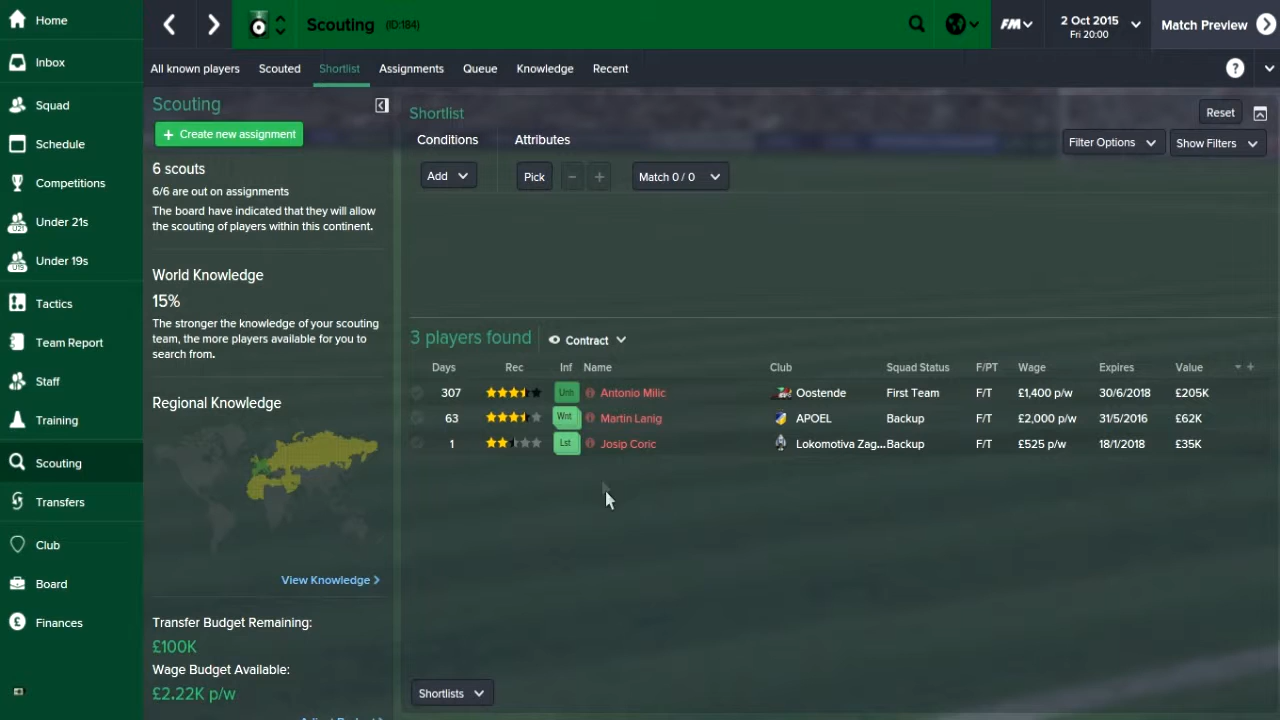 Home
Inbox
Squad
Schedule
Competitions
Under 21s
Under 19s
Tactics
Team Report
Staff
Training
Scouting
Transfers
Club
Board
Finances
Scouting (ID:184)
FM
2 Oct 2015
Fri 20:00
Match Preview
All known players Scouted Shortlist Assignments Queue Knowledge Recent
?
Scouting
+ Create new assignment
6 scouts
6/6 are out on assignments
The board have indicated that they will allow
the scouting of players within this continent.
World Knowledge
15%
The stronger the knowledge of your scouting
team, the more players available for you to
search from.
Regional Knowledge
View Knowledge >
Transfer Budget Remaining:
£100K
Wage Budget Available:
£2.22K p/w
Shortlist
Reset
Conditions Attributes
Filter Options Show Filters
Add Pick - + Match 0 / 0
3 players found Contract
Days Rec Inf Name Club Squad Status F/PT Wage Expires Value
307 Unh Antonio Milic Oostende First Team F/T £1,400 p/w 30/6/2018 £205K
63 Wnt Martin Lanig APOEL Backup F/T £2,000 p/w 31/5/2016 £62K
1 Lst Josip Coric Lokomotiva Zag... Backup F/T £525 p/w 18/1/2018 £35K
Shortlists